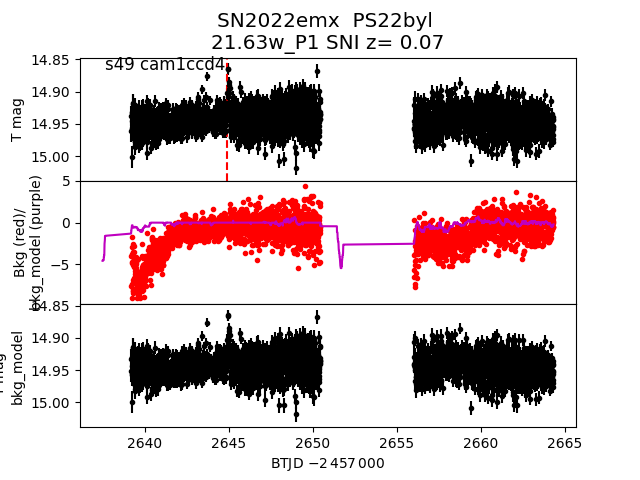 SN2022emx  PS22byl
21.63w_P1 SNI z= 0.07
s49 cam1ccd4
14.85
14.90
14.95
15.00
T mag
5
0
−5
Bkg (red)/
bkg_model (purple)
14.85
14.90
14.95
15.00
mag
bkg_model
2640
2645
2650
2655
2660
2665
BTJD −2 457 000